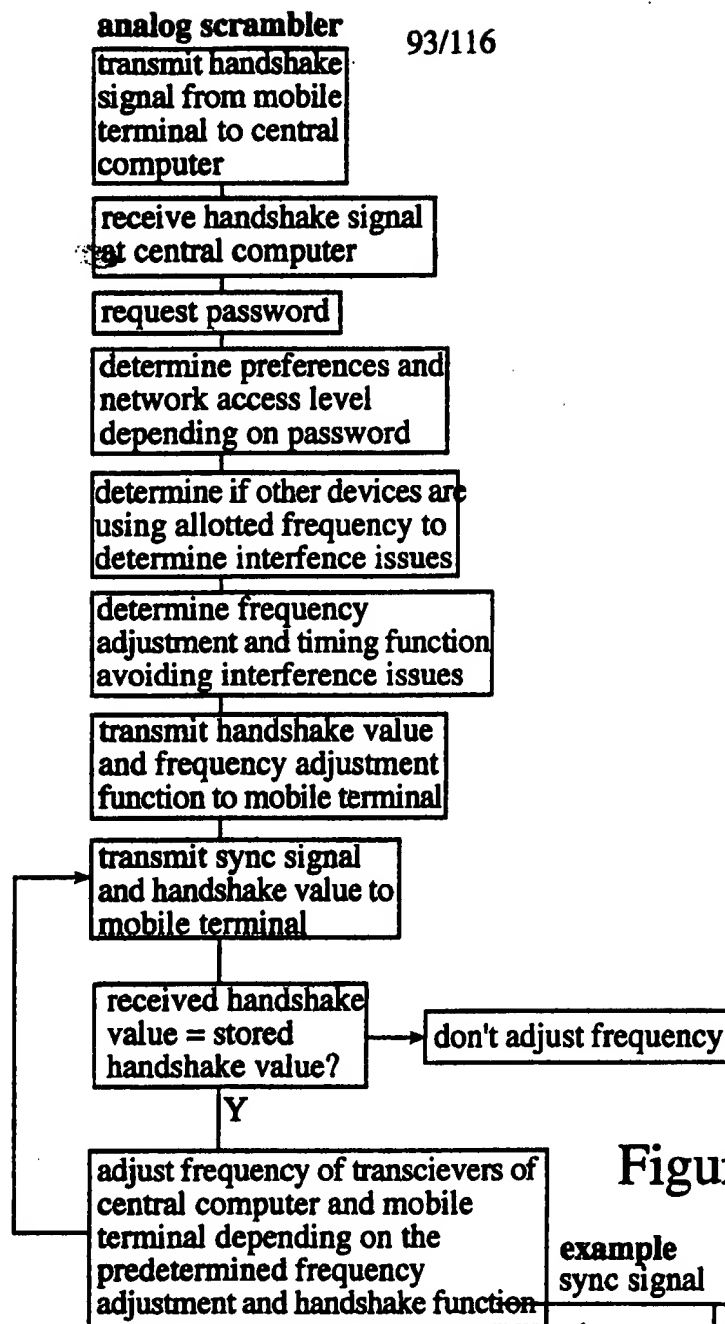 analog scrambler
93/116
transmit handshake
signal from mobile
terminal to central
computer
receive handshake signal
at central computer
request password
determine preferences and
network access level
depending on password
determine if other devices are
using allotted frequency to
determine interfence issues
determine frequency
adjustment and timing function
avoiding interference issues
transmit handshake value
and frequency adjustment
function to mobile terminal
transmit sync signal
and handshake value to
mobile terminal
received handshake
value = stored
handshake value?
don't adjust frequency
Y
adjust frequency of transcievers of
central computer and mobile
terminal depending on the
predetermined frequency
adjustment and handshake function
example
sync signal